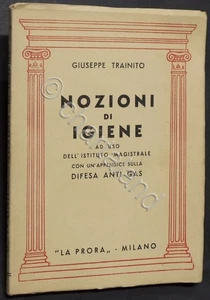 GIUSEPPE TRAINITO
NOZIONI
DI
IGIENE
AD USO
DELL'ISTITUTO MAGISTRALE
CON UN'APPENDICE SULLA
DIFESA ANTI-GAS
"LA PRORA„ - MILANO